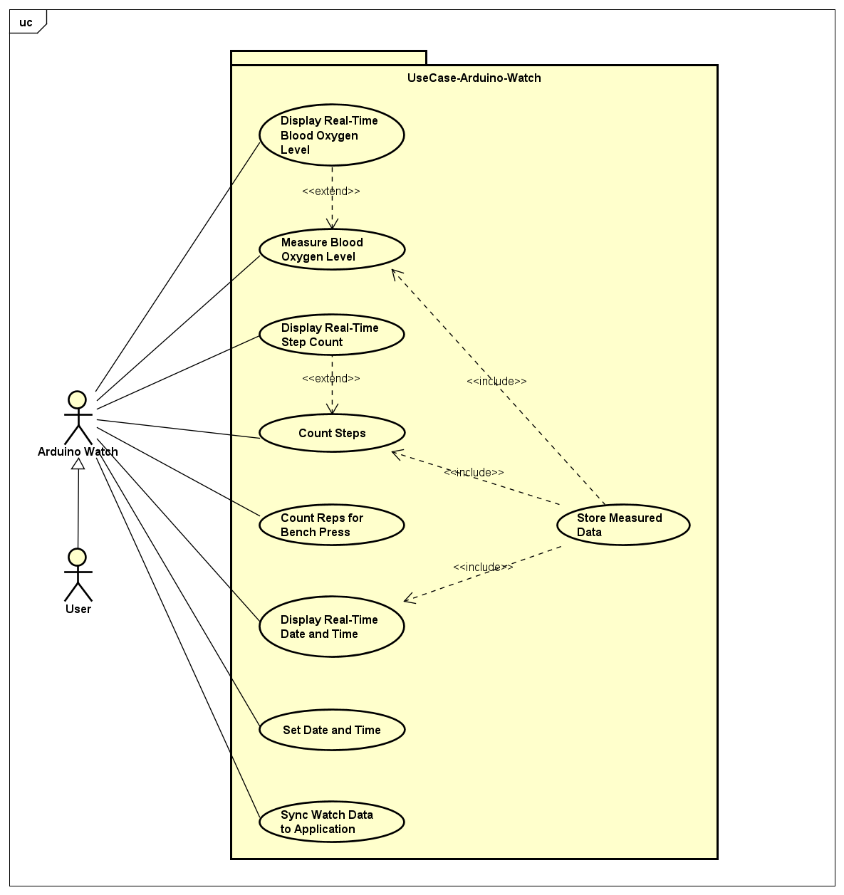 uc
UseCase-Arduino-Watch
Display Real-Time
Blood Oxygen
Level
<<extend>>
Measure Blood
Oxygen Level
Display Real-Time
Step Count
<<extend>>
<<include>>
Arduino Watch
Count Steps
<<include>>
Count Reps for
Bench Press
Store Measured
Data
<<include>>
User
Display Real-Time
Date and Time
Set Date and Time
Sync Watch Data
to Application